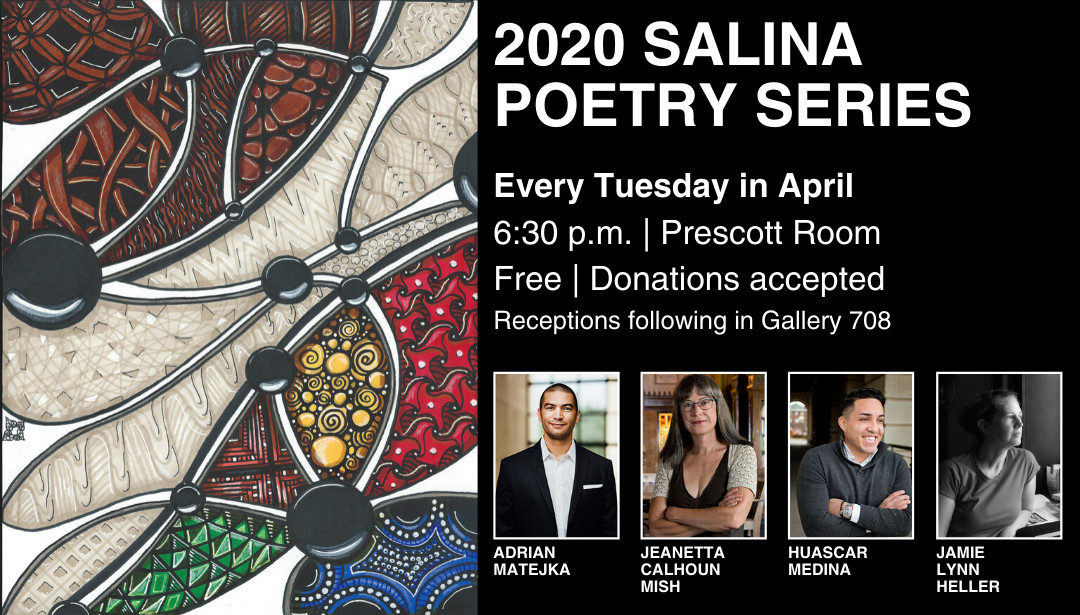 2020 SALINA
POETRY SERIES
Every Tuesday in April
6:30 p.m. | Prescott Room
Free | Donations accepted
Receptions following in Gallery 708
ADRIAN
MATEJKA
JEANETTA
CALHOUN
MISH
HUASCAR
MEDINA
JAMIE
LYNN
HELLER